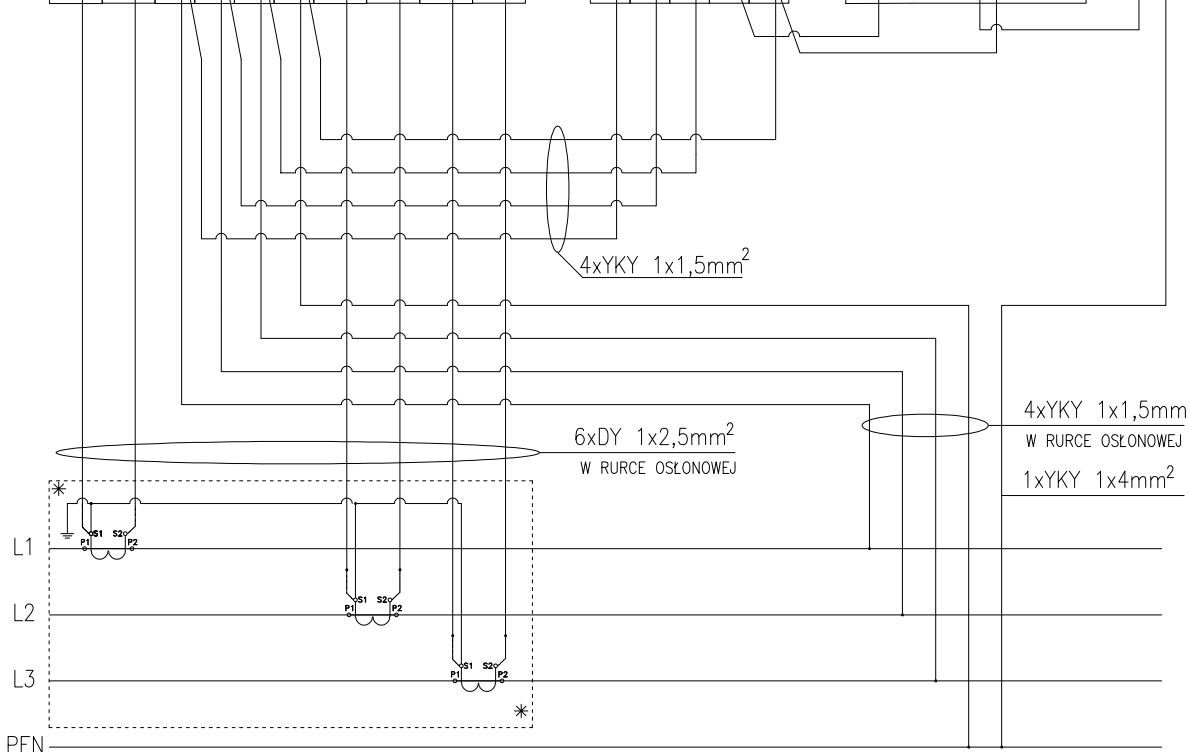 4xYKY 1x1,5mm²
4xYKY 1x1,5mm
W RURCE OSŁONOWEJ
6xDY 1x2,5mm²
W RURCE OSŁONOWEJ
1xYKY 1x4mm²
*
S1 S2
P1 P2
L1
S1 S2
P1 P2
L2
S1 S2
P1 P2
L3
*
PEN